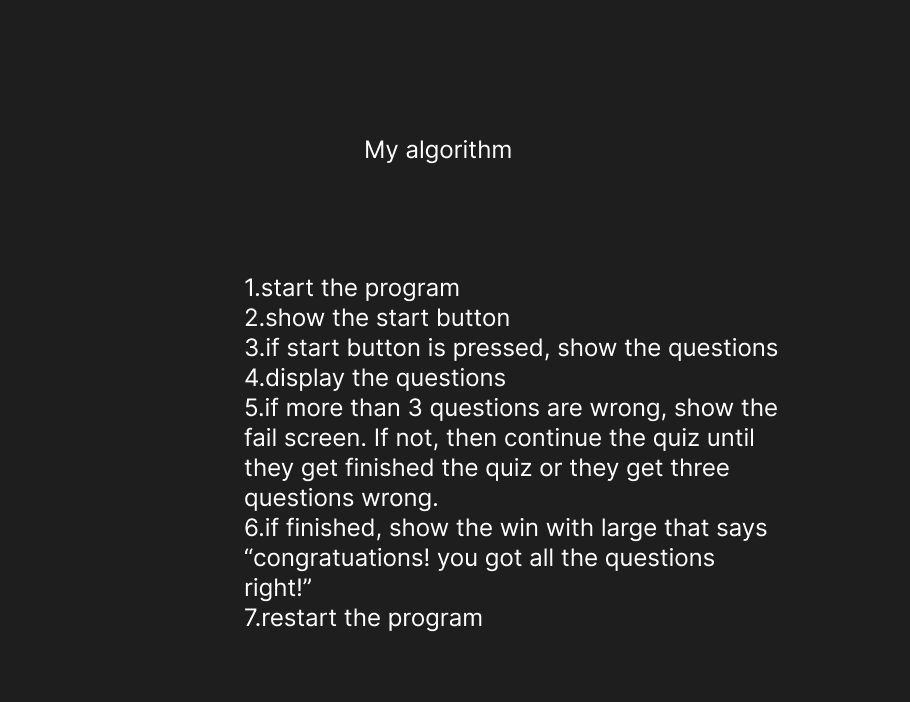 My algorithm
1.start the program
2.show the start button
3.if start button is pressed, show the questions
4.display the questions
5.if more than 3 questions are wrong, show the
fail screen. If not, then continue the quiz until
they get finished the quiz or they get three
questions wrong.
6.if finished, show the win with large that says
“congratuations! you got all the questions
right!”
7.restart the program